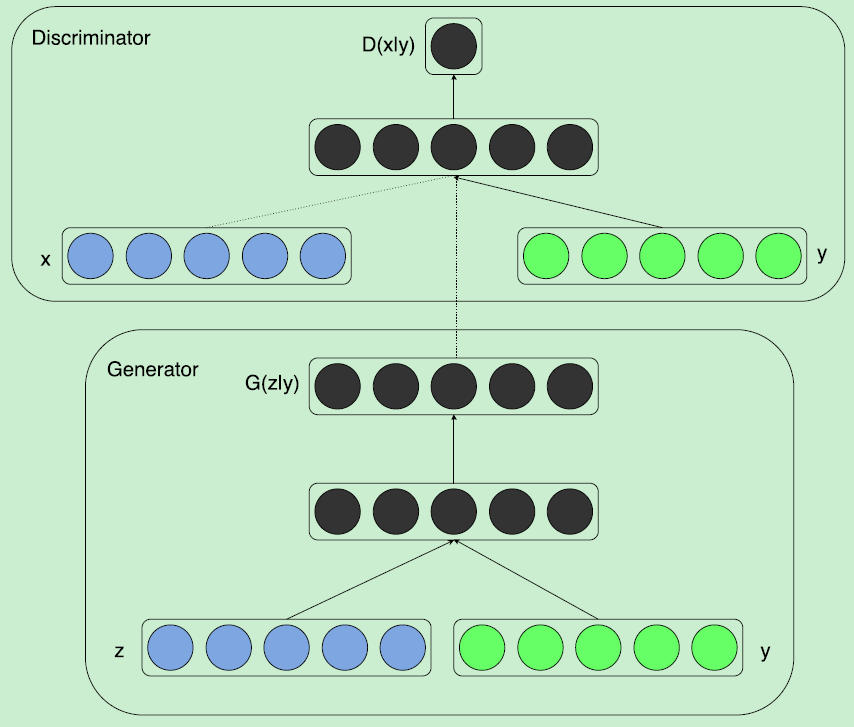 Discriminator
D(x|y)
x
y
Generator
G(z|y)
z
y